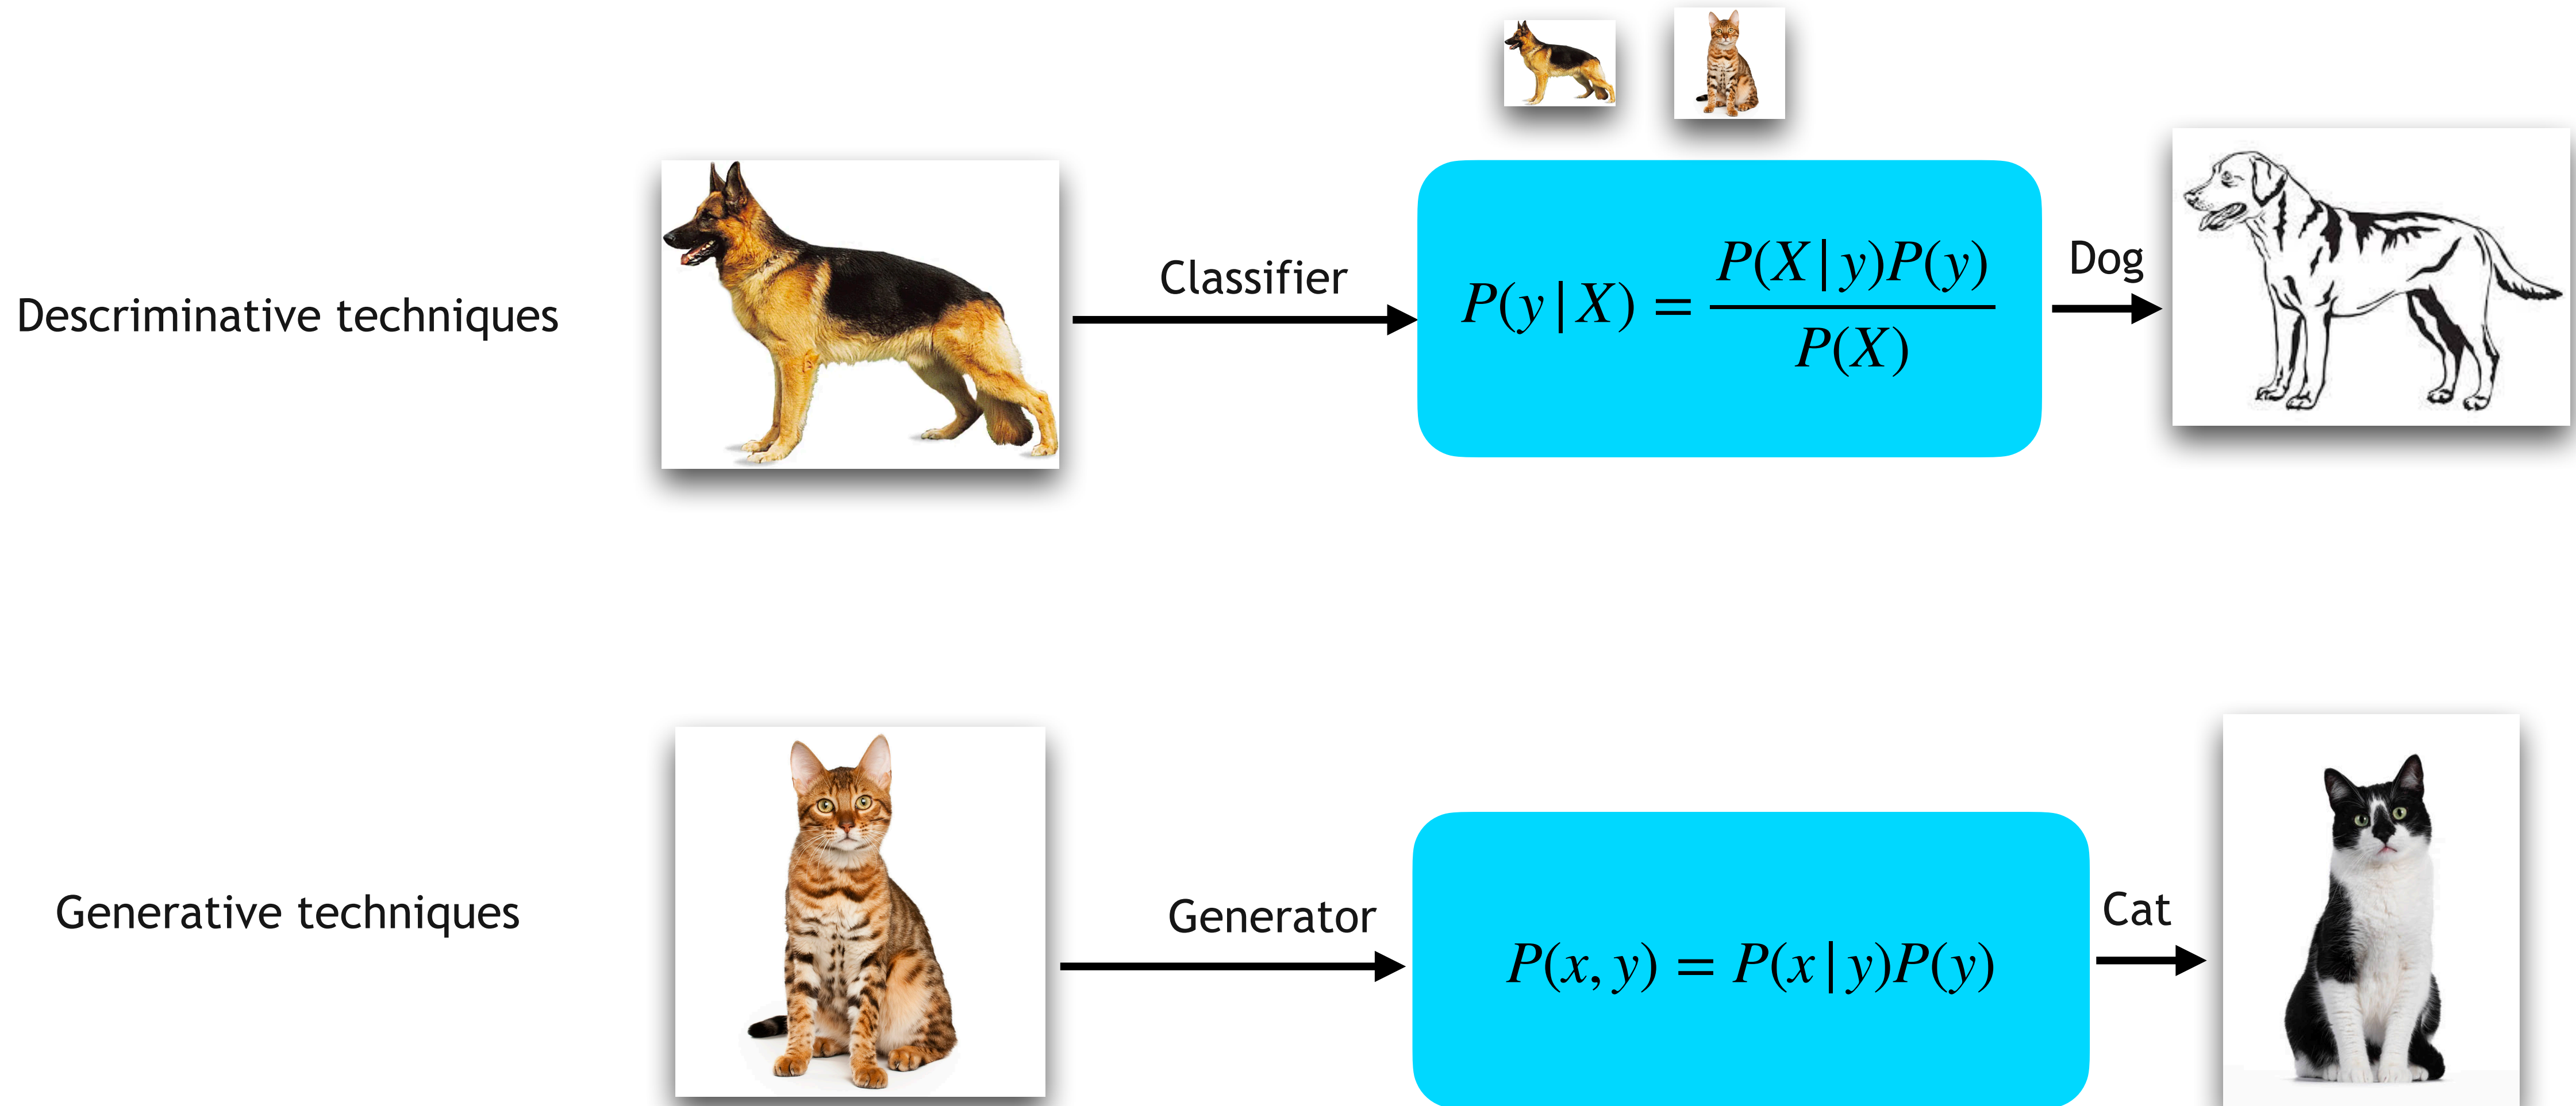 Descriminative techniques
Classifier
P(y|X) = P(X|y)P(y) / P(X)
Dog
Generative techniques
Generator
P(x, y) = P(x|y)P(y)
Cat